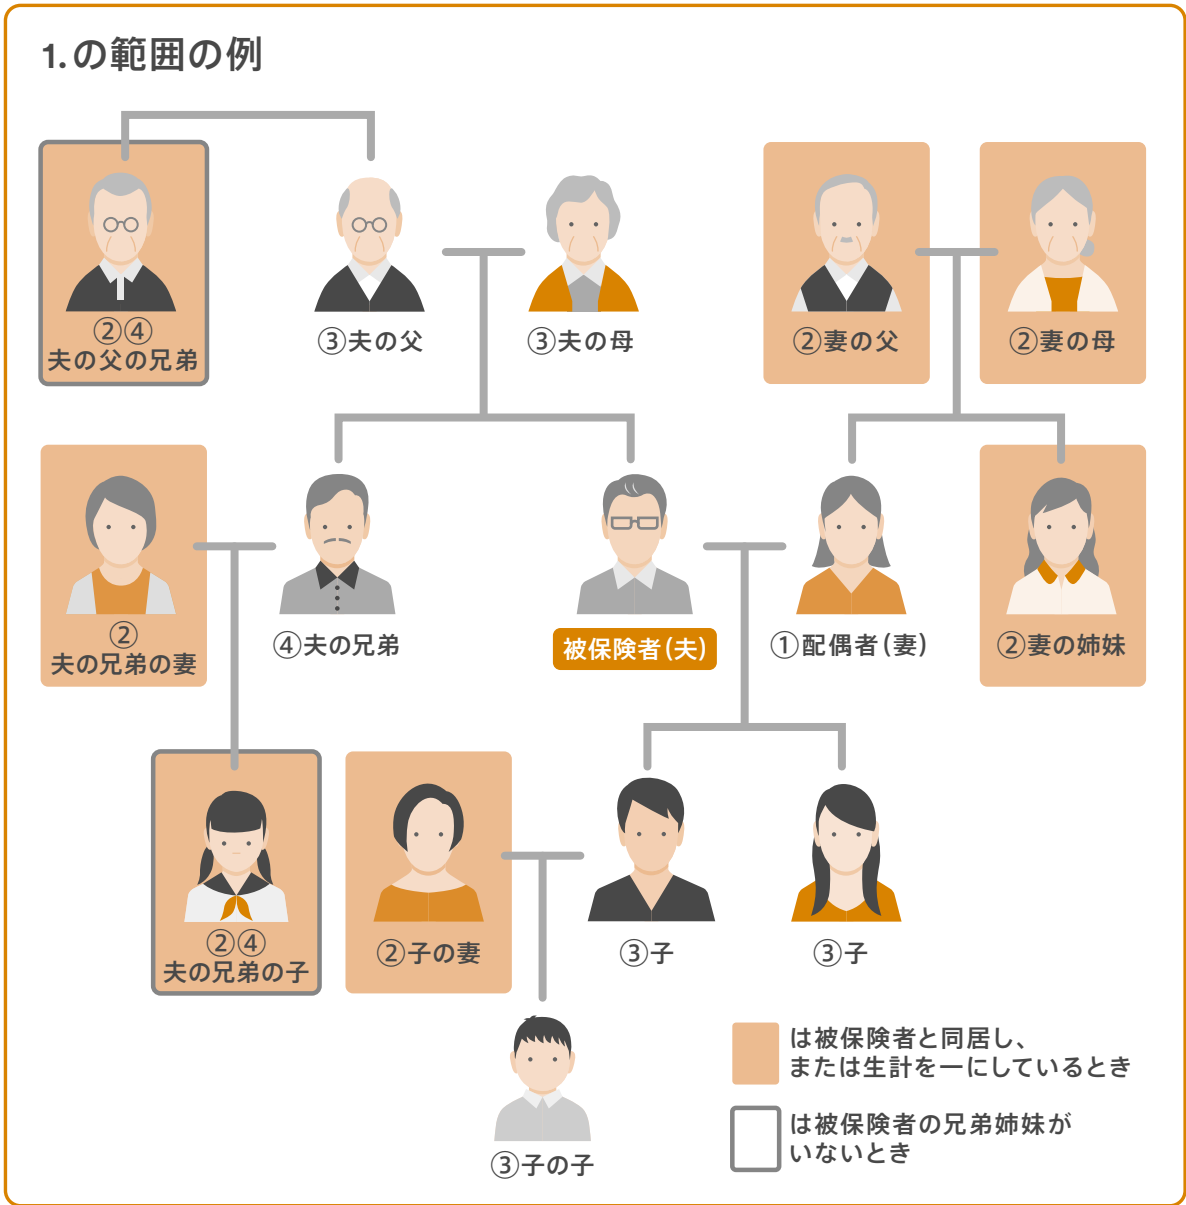 1.の範囲の例
②④
夫の父の兄弟
③夫の父
③夫の母
②妻の父
②妻の母
②
夫の兄弟の妻
④夫の兄弟
被保険者(夫)
①配偶者(妻)
②妻の姉妹
②④
夫の兄弟の子
②子の妻
③子
③子
③子の子
は被保険者と同居し、
または生計を一にしているとき
は被保険者の兄弟姉妹が
いないとき